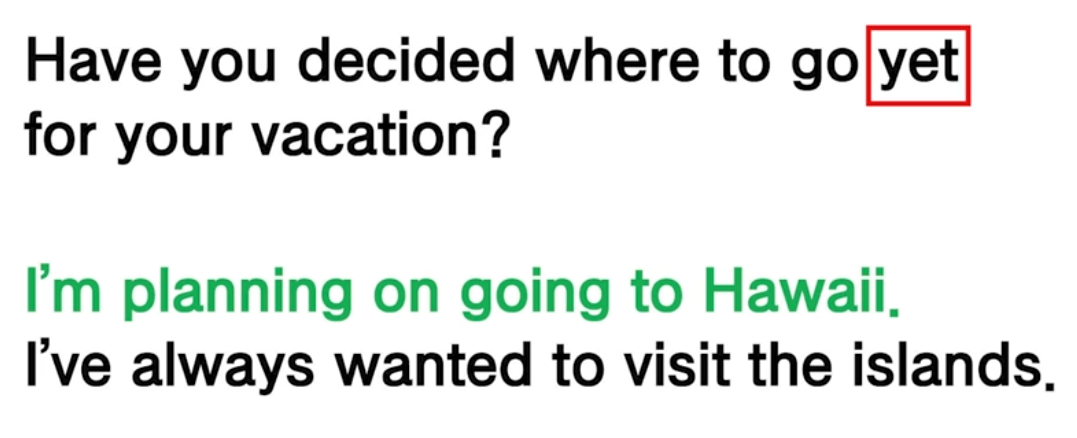 Have you decided where to go yet
for your vacation?
I'm planning on going to Hawaii.
I've always wanted to visit the islands.